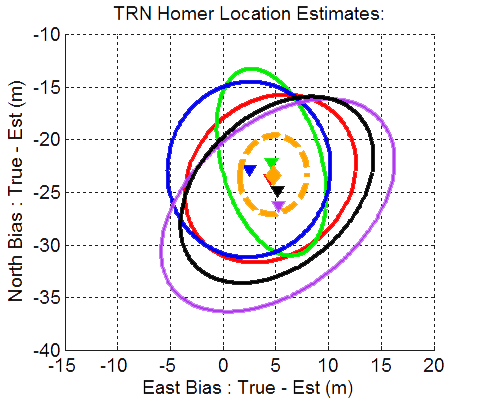 TRN Homer Location Estimates:
-10
-15
-20
-25
-30
-35
-40
North Bias : True - Est (m)
-15 -10 -5 0 5 10 15 20
East Bias : True - Est (m)